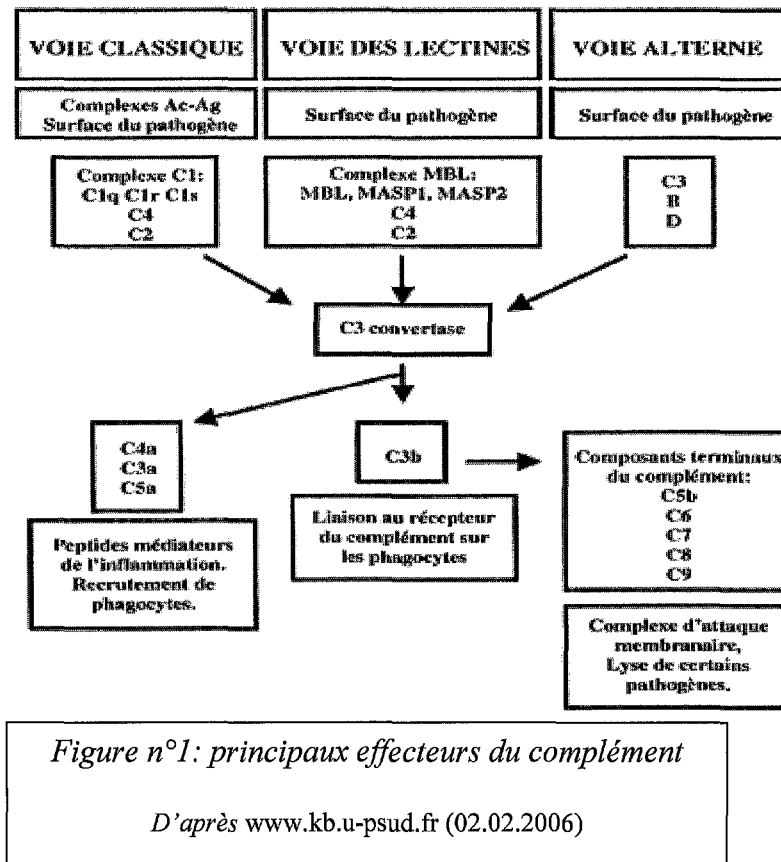 VOIE CLASSIQUE
VOIE DES LECTINES
VOIE ALTERNE
Complexes Ac-Ag
Surface du pathogène
Surface du pathogène
Surface du pathogène
Complexe C1:
C1q C1r C1s
C4
C2
Complexe MBL:
MBL, MASP1, MASP2
C4
C2
C3
B
D
C3 convertase
C4a
C3a
C5a
Peptides médiateurs
de l'inflammation.
Recrutement de
phagocytes.
C3b
Liaison au récepteur
du complément sur
les phagocytes
Composants terminaux
du complément:
C5b
C6
C7
C8
C9
Complexe d'attaque
membranaire,
Lyse de certains
pathogènes.
Figure n°1: principaux effecteurs du complément
D'après www.kb.u-psud.fr (02.02.2006)